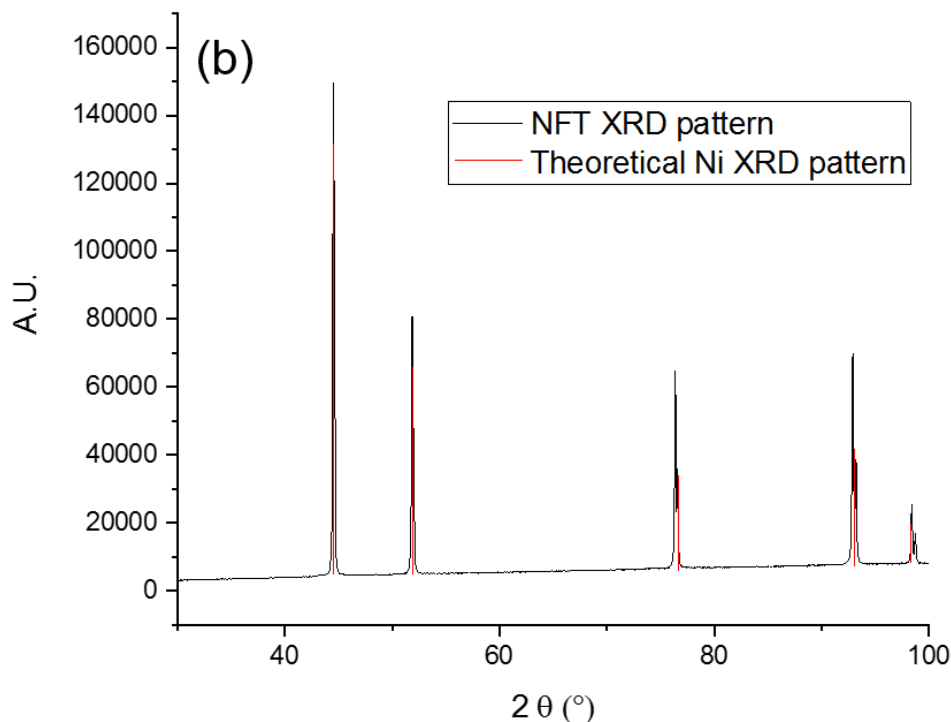 (b)
160000
140000
120000
100000
80000
60000
40000
20000
0
A.U.
NFT XRD pattern
Theoretical Ni XRD pattern
40
60
80
100
2 θ (°)